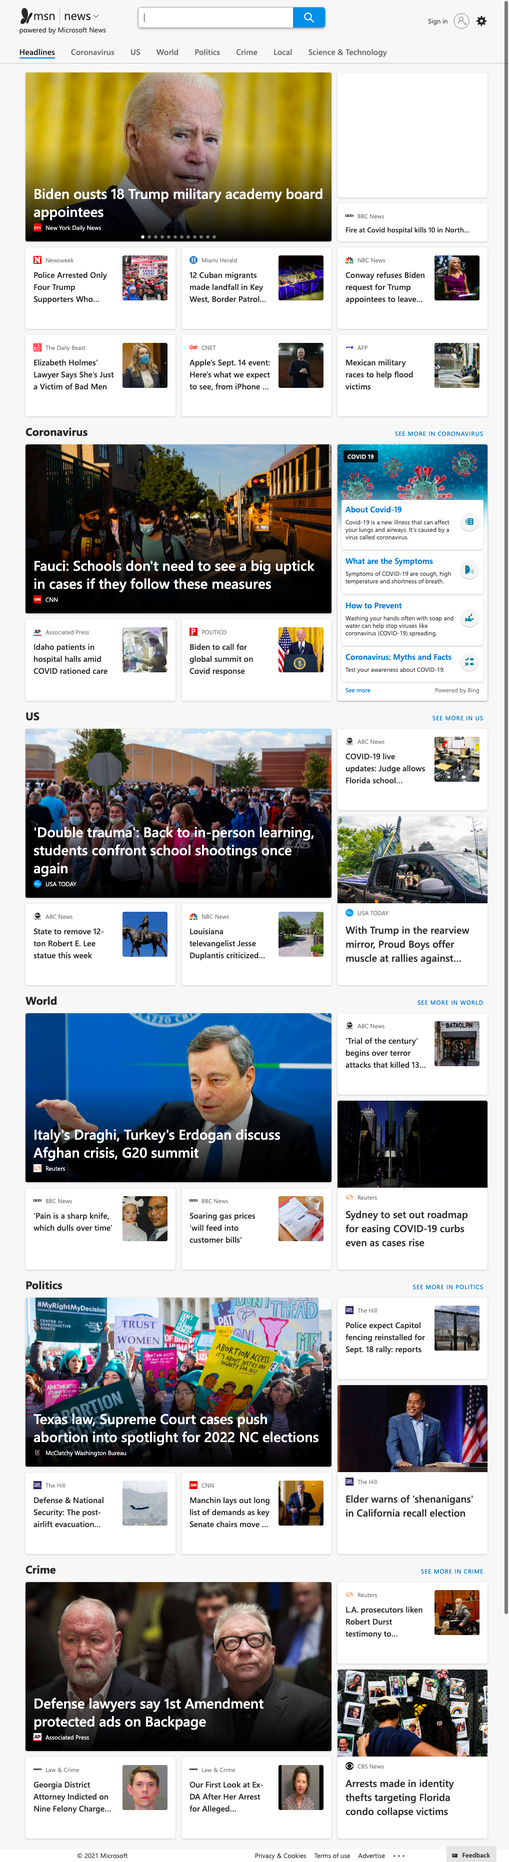 msn | news
powered by Microsoft News
Sign in
Headlines Coronavirus US World Politics Crime Local Science & Technology
Biden ousts 18 Trump military academy board
appointees
New York Daily News
BBC News
Fire at Covid hospital kills 10 in North...
Newsweek
Police Arrested Only
Four Trump
Supporters Who...
Miami Herald
12 Cuban migrants
made landfall in Key
West, Border Patrol...
NBC News
Conway refuses Biden
request for Trump
appointees to leave...
The Daily Beast
Elizabeth Holmes'
Lawyer Says She's Just
a Victim of Bad Men
CNET
Apple's Sept. 14 event:
Here's what we expect
to see, from iPhone ...
AFP
Mexican military
races to help flood
victims
Coronavirus
SEE MORE IN CORONAVIRUS
Fauci: Schools don't need to see a big uptick
in cases if they follow these measures
CNN
COVID 19
About Covid-19
Covid-19 is a new illness that can affect
your lungs and airways. It's caused by a
virus called coronavirus.
What are the Symptoms
Symptoms of COVID-19 are cough, high
temperature and shortness of breath.
How to Prevent
Washing your hands often with soap and
water can help stop viruses like
coronavirus (COVID-19) spreading.
Coronavirus: Myths and Facts
Test your awareness about COVID-19.
See more
Powered by Bing
Associated Press
Idaho patients in
hospital halls amid
COVID rationed care
POLITICO
Biden to call for
global summit on
Covid response
US
SEE MORE IN US
'Double trauma': Back to in-person learning,
students confront school shootings once
again
USA TODAY
ABC News
COVID-19 live
updates: Judge allows
Florida school...
USA TODAY
With Trump in the rearview
mirror, Proud Boys offer
muscle at rallies against...
ABC News
State to remove 12-
ton Robert E. Lee
statue this week
NBC News
Louisiana
televangelist Jesse
Duplantis criticized...
World
SEE MORE IN WORLD
Italy's Draghi, Turkey's Erdogan discuss
Afghan crisis, G20 summit
Reuters
ABC News
'Trial of the century'
begins over terror
attacks that killed 13...
BATACLAN
Reuters
Sydney to set out roadmap
for easing COVID-19 curbs
even as cases rise
BBC News
'Pain is a sharp knife,
which dulls over time'
BBC News
Soaring gas prices
'will feed into
customer bills'
Politics
SEE MORE IN POLITICS
#MyRightMyDecision
TRUST
WOMEN
DON'T TREAD
ME
ABORTION ACCESS
ABORTION
Texas law, Supreme Court cases push
abortion into spotlight for 2022 NC elections
McClatchy Washington Bureau
The Hill
Police expect Capitol
fencing reinstalled for
Sept. 18 rally: reports
The Hill
Elder warns of 'shenanigans'
in California recall election
The Hill
Defense & National
Security: The post-
airlift evacuation...
CNN
Manchin lays out long
list of demands as key
Senate chairs move ...
Crime
SEE MORE IN CRIME
Defense lawyers say 1st Amendment
protected ads on Backpage
Associated Press
Reuters
L.A. prosecutors liken
Robert Durst
testimony to...
CBS News
Arrests made in identity
thefts targeting Florida
condo collapse victims
Law & Crime
Georgia District
Attorney Indicted on
Nine Felony Charge...
Law & Crime
Our First Look at Ex-
DA After Her Arrest
for Alleged...
© 2021 Microsoft
Privacy & Cookies Terms of use Advertise ...
Feedback